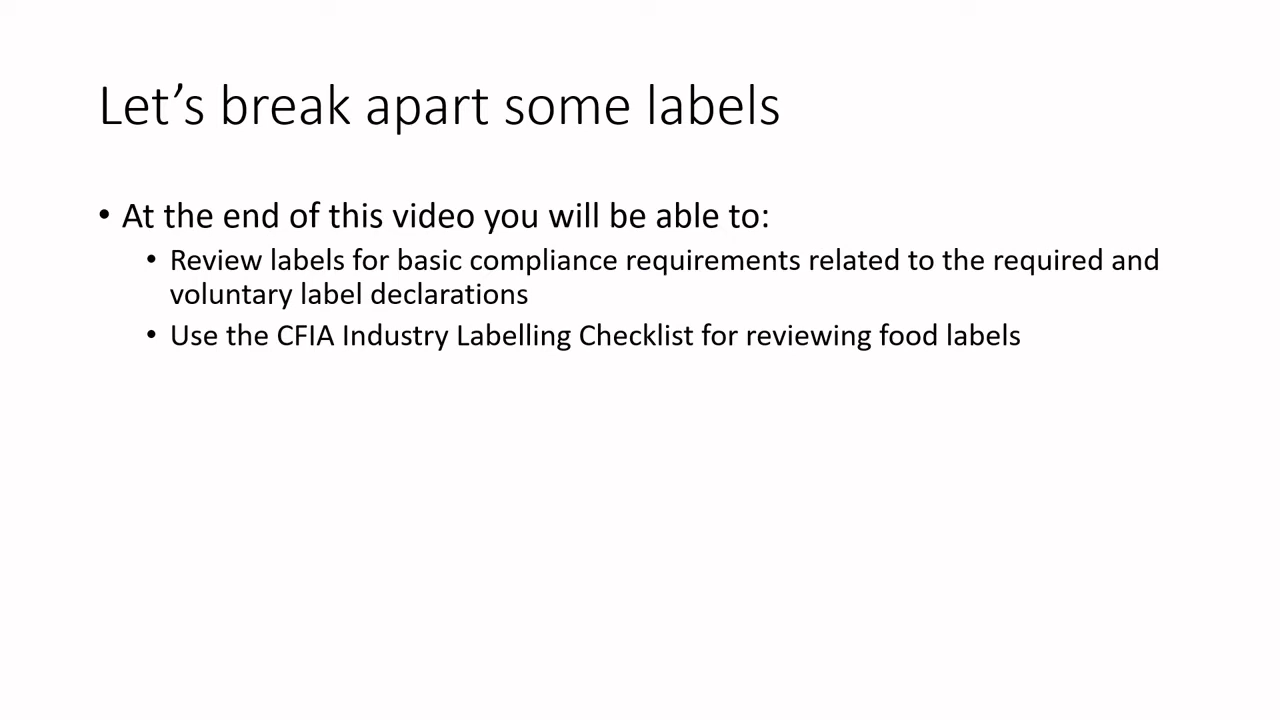 Let’s break apart some labels
• At the end of this video you will be able to:
• Review labels for basic compliance requirements related to the required and
voluntary label declarations
• Use the CFIA Industry Labelling Checklist for reviewing food labels